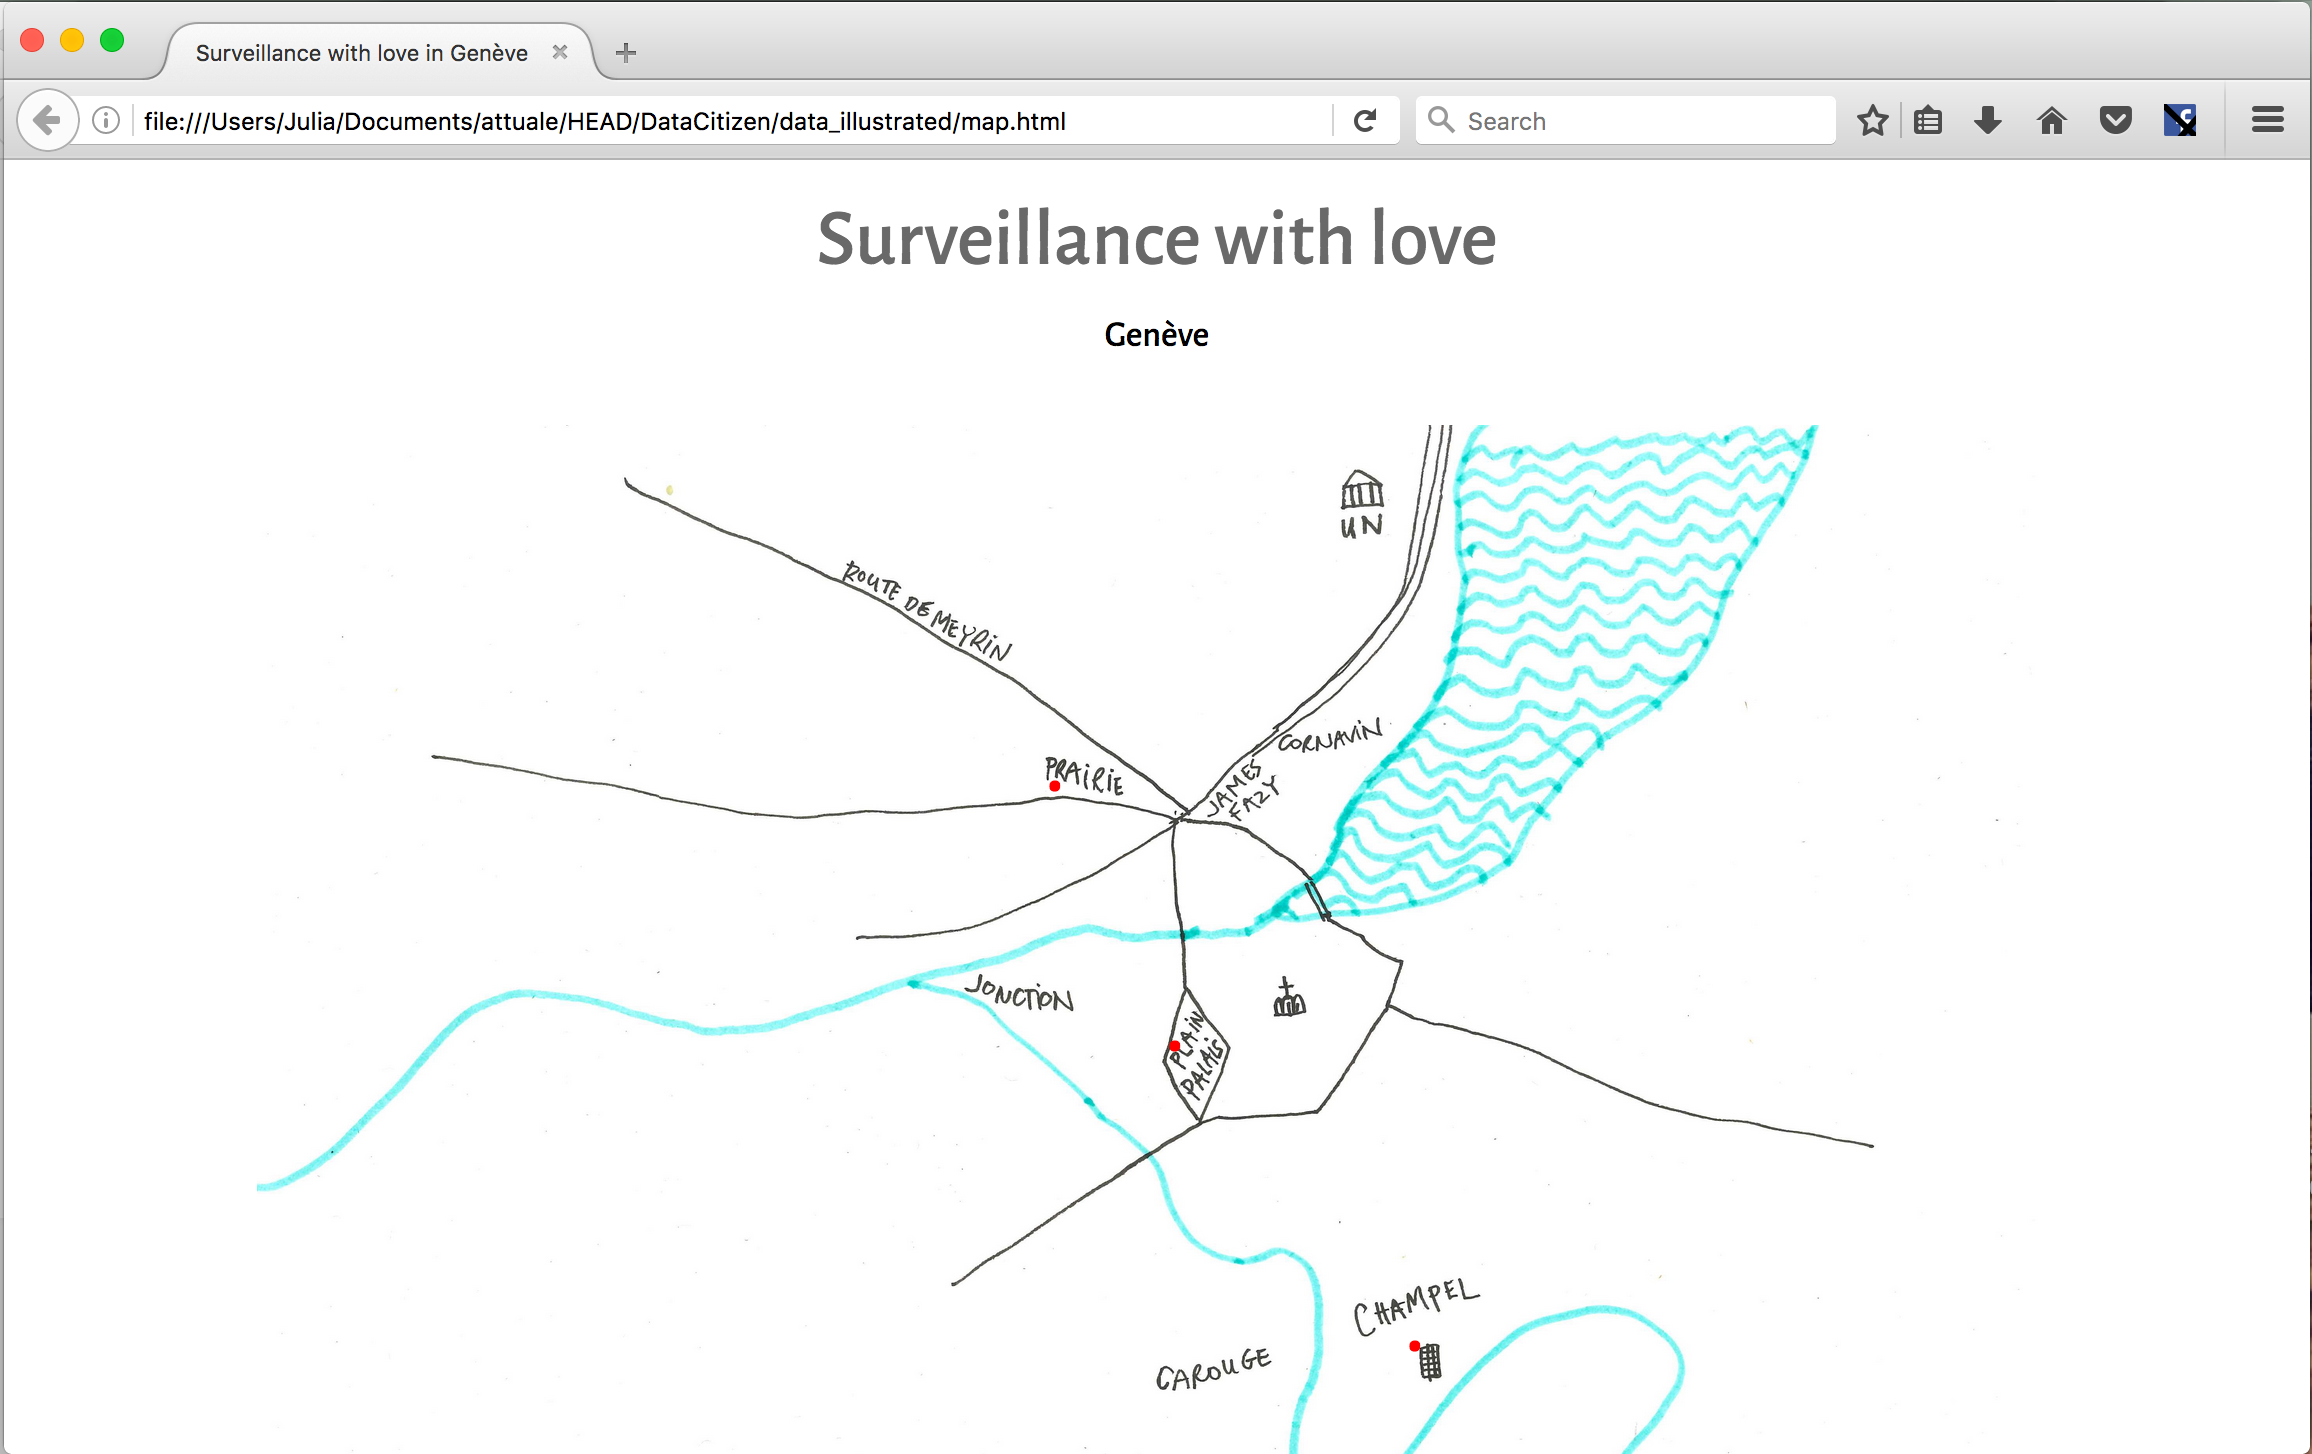 Surveillance with love in Genève
file:///Users/Julia/Documents/attuale/HEAD/DataCitizen/data_illustrated/map.html
Search
Surveillance with love
Genève
UN
ROUTE DE MEYRIN
CORNAVIN
PRAIRIE
JAMES
FAZY
JONCTION
PLAIN
PALAIS
CHAMPEL
CAROUGE